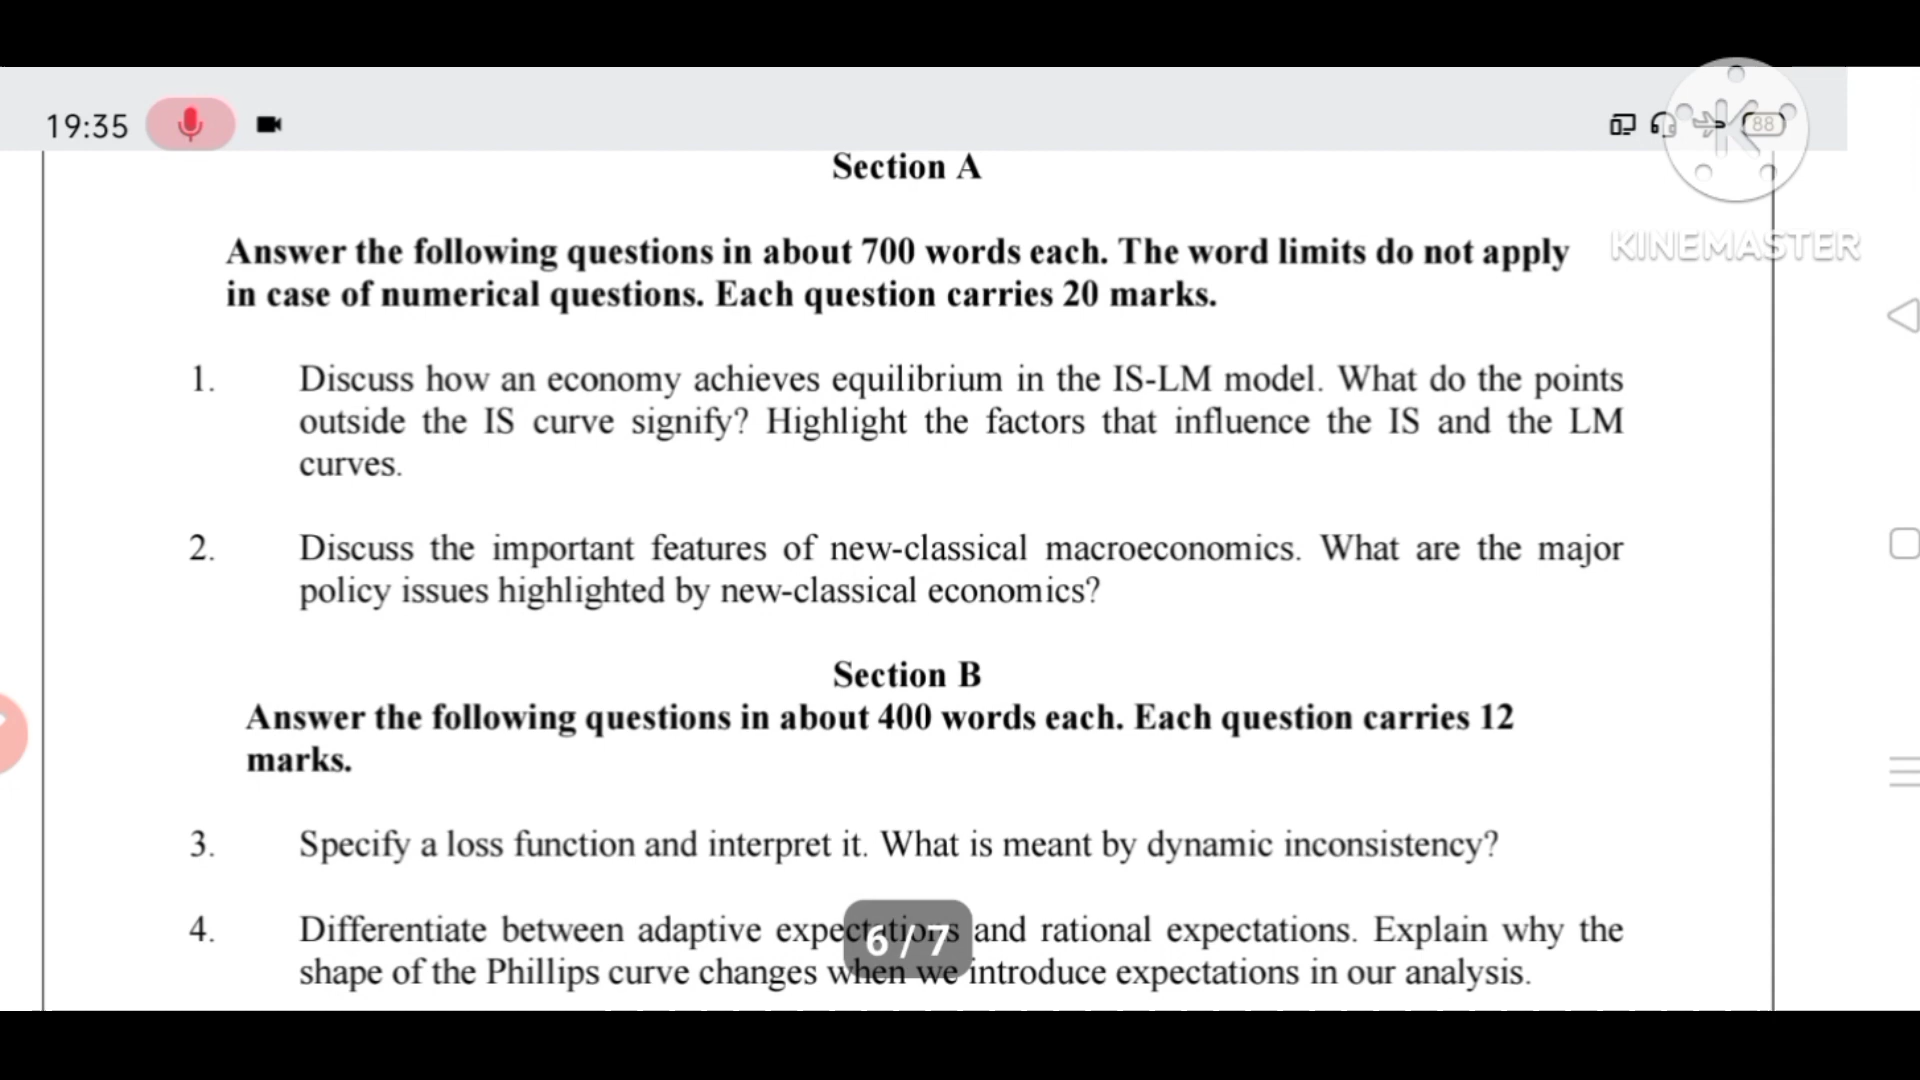 19:35
88
KINEMASTER
Section A
Answer the following questions in about 700 words each. The word limits do not apply
in case of numerical questions. Each question carries 20 marks.
1. Discuss how an economy achieves equilibrium in the IS-LM model. What do the points
outside the IS curve signify? Highlight the factors that influence the IS and the LM
curves.
2. Discuss the important features of new-classical macroeconomics. What are the major
policy issues highlighted by new-classical economics?
Section B
Answer the following questions in about 400 words each. Each question carries 12
marks.
3. Specify a loss function and interpret it. What is meant by dynamic inconsistency?
4. Differentiate between adaptive expectations and rational expectations. Explain why the
6 / 7
shape of the Phillips curve changes when we introduce expectations in our analysis.